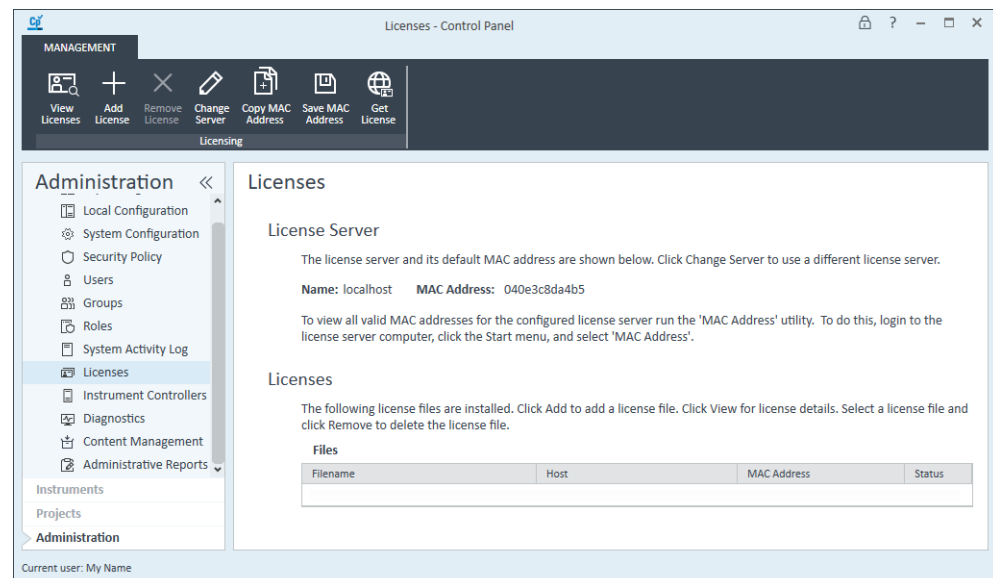 Cp
Licenses - Control Panel
?
MANAGEMENT
View Licenses
Add License
Remove License
Change Server
Copy MAC Address
Save MAC Address
Get License
Licensing
Administration
Local Configuration
System Configuration
Security Policy
Users
Groups
Roles
System Activity Log
Licenses
Instrument Controllers
Diagnostics
Content Management
Administrative Reports
Instruments
Projects
Administration
Licenses
License Server
The license server and its default MAC address are shown below. Click Change Server to use a different license server.
Name: localhost MAC Address: 040e3c8da4b5
To view all valid MAC addresses for the configured license server run the 'MAC Address' utility. To do this, login to the
license server computer, click the Start menu, and select 'MAC Address'.
Licenses
The following license files are installed. Click Add to add a license file. Click View for license details. Select a license file and
click Remove to delete the license file.
Files
Filename Host MAC Address Status
Current user: My Name